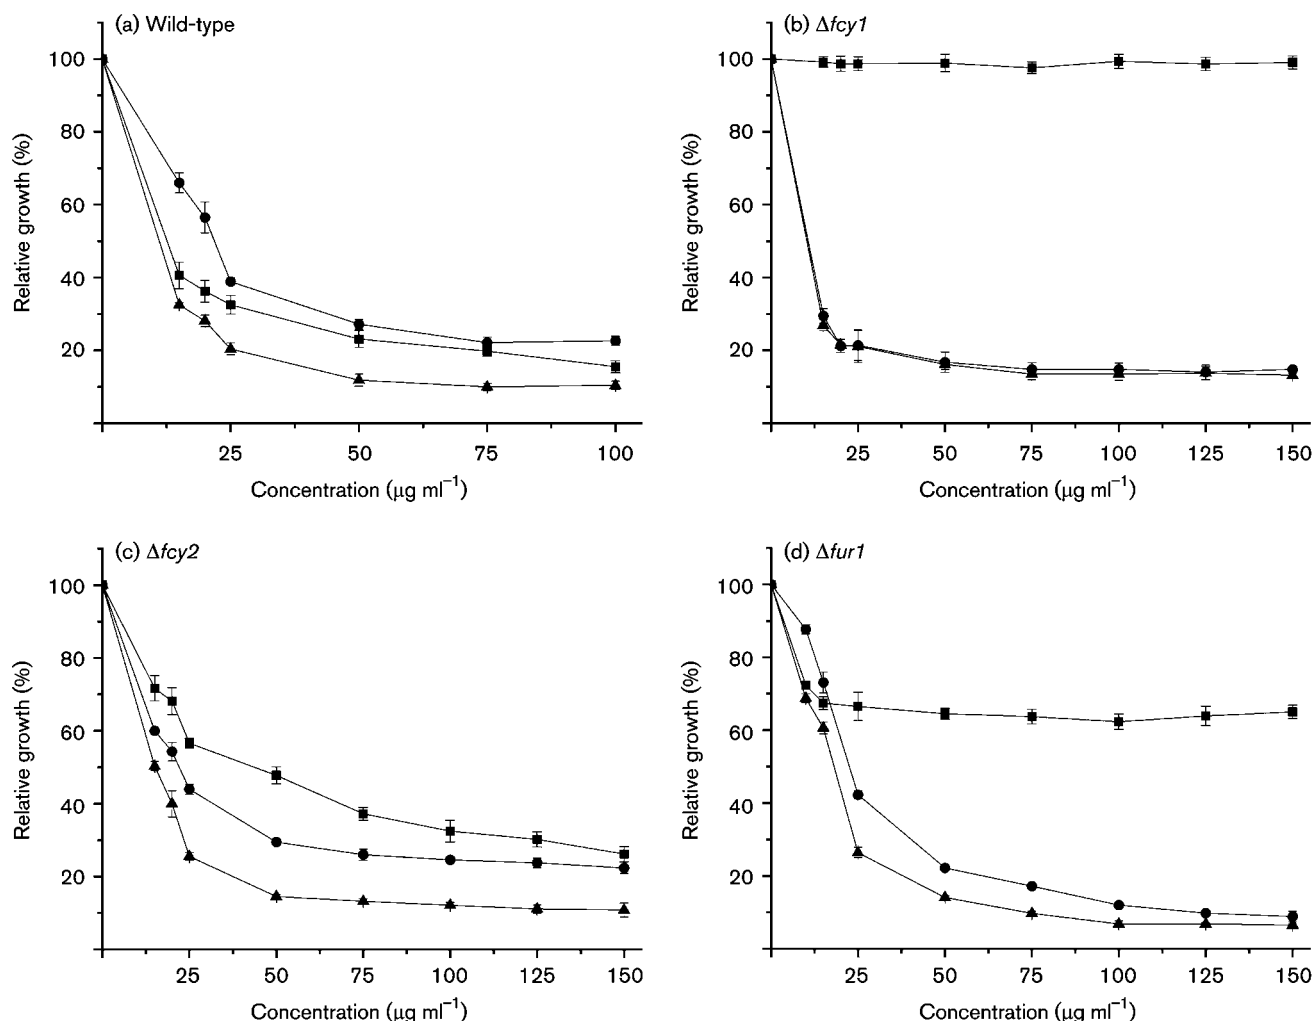 (a) Wild-type
100
80
60
40
20
25 50 75 100
Relative growth (%)
Concentration (μg ml⁻¹)
(b) Δfcy1
100
80
60
40
20
25 50 75 100 125 150
Relative growth (%)
Concentration (μg ml⁻¹)
(c) Δfcy2
100
80
60
40
20
25 50 75 100 125 150
Relative growth (%)
Concentration (μg ml⁻¹)
(d) Δfur1
100
80
60
40
20
25 50 75 100 125 150
Relative growth (%)
Concentration (μg ml⁻¹)